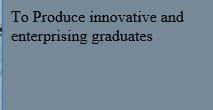 To Produce innovative and
enterprising graduates